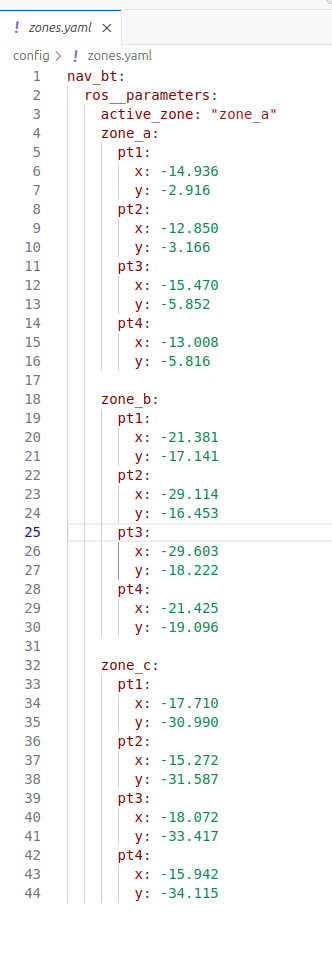 ! zones.yaml ×
config > ! zones.yaml
1 nav_bt:
2 ros__parameters:
3 active_zone: "zone_a"
4 zone_a:
5 pt1:
6 x: -14.936
7 y: -2.916
8 pt2:
9 x: -12.850
10 y: -3.166
11 pt3:
12 x: -15.470
13 y: -5.852
14 pt4:
15 x: -13.008
16 y: -5.816
17
18 zone_b:
19 pt1:
20 x: -21.381
21 y: -17.141
22 pt2:
23 x: -29.114
24 y: -16.453
25 pt3:
26 x: -29.603
27 y: -18.222
28 pt4:
29 x: -21.425
30 y: -19.096
31
32 zone_c:
33 pt1:
34 x: -17.710
35 y: -30.990
36 pt2:
37 x: -15.272
38 y: -31.587
39 pt3:
40 x: -18.072
41 y: -33.417
42 pt4:
43 x: -15.942
44 y: -34.115